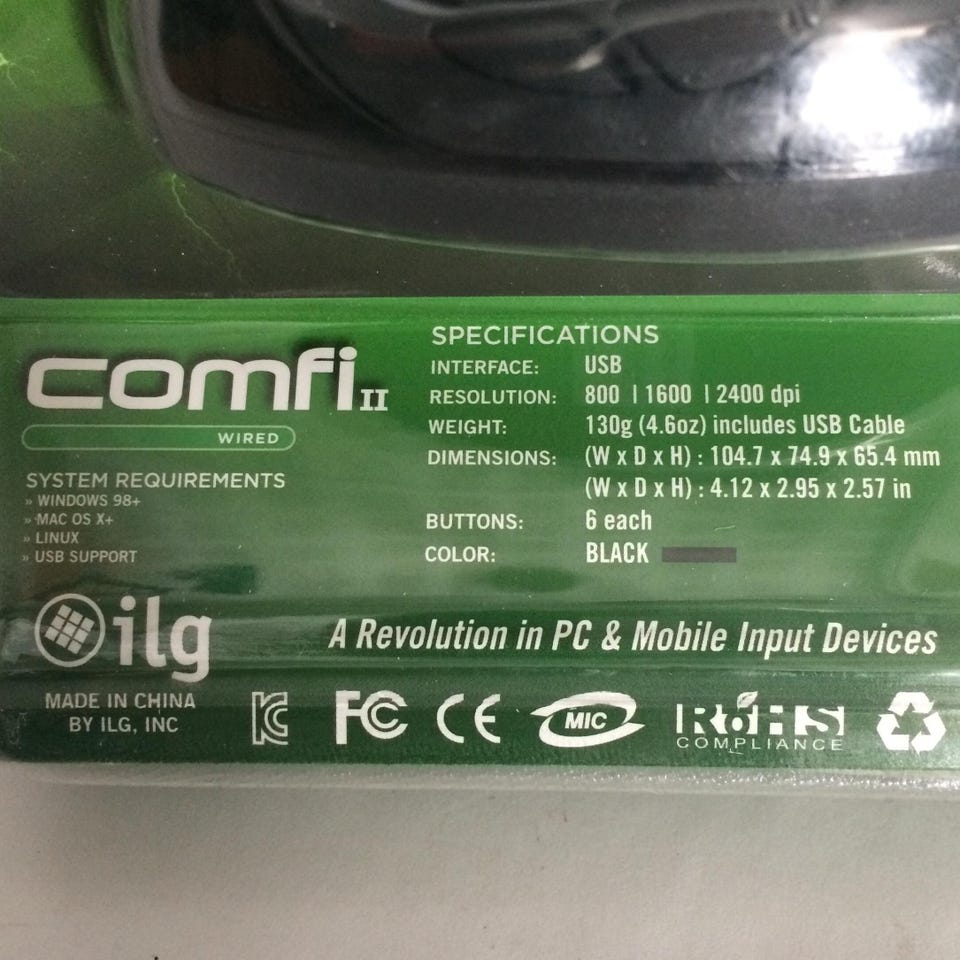 comfi II
WIRED
SYSTEM REQUIREMENTS
» WINDOWS 98+
» MAC OS X+
» LINUX
» USB SUPPORT
SPECIFICATIONS
INTERFACE: USB
RESOLUTION: 800 | 1600 | 2400 dpi
WEIGHT: 130g (4.6oz) includes USB Cable
DIMENSIONS: (W x D x H) : 104.7 x 74.9 x 65.4 mm
(W x D x H) : 4.12 x 2.95 x 2.57 in
BUTTONS: 6 each
COLOR: BLACK
ilg
A Revolution in PC & Mobile Input Devices
MADE IN CHINA
BY ILG, INC
KC FC CE MIC RoHS
COMPLIANCE